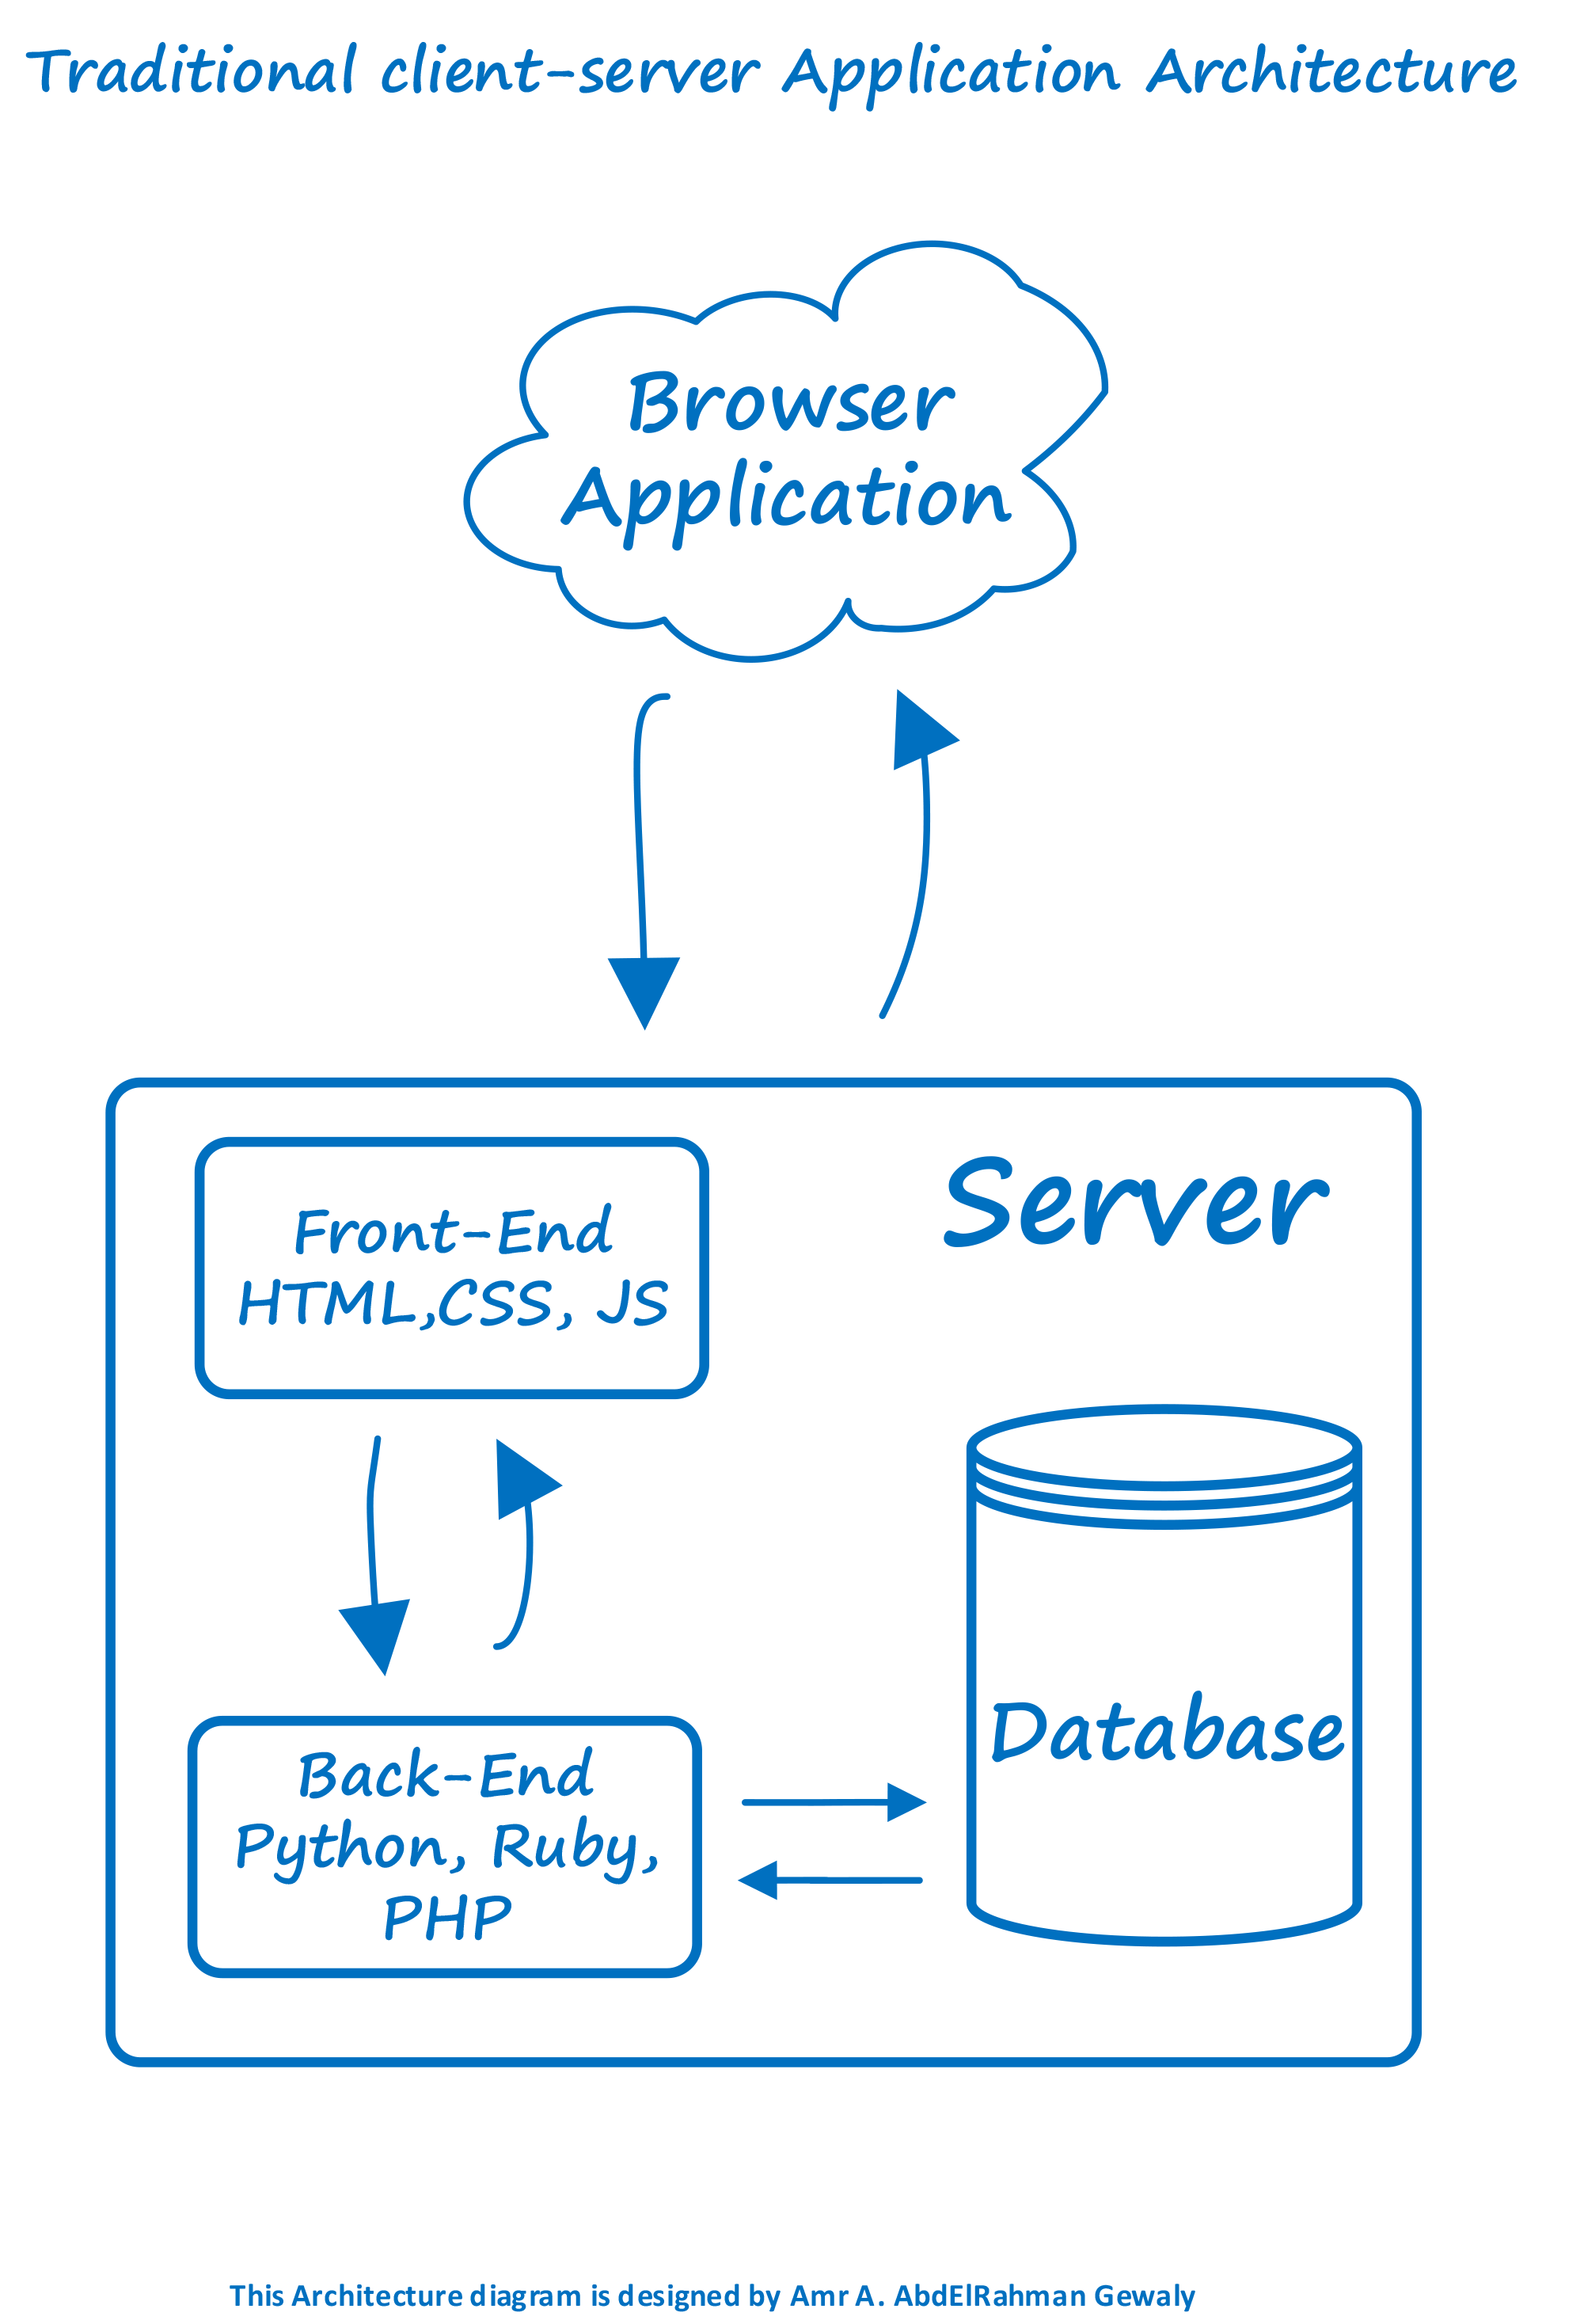 Traditional client-server Application Architecture
Browser
Application
Server
Front-End
HTML,CSS, JS
Database
Back-End
Python, Ruby,
PHP
This Architecture diagram is designed by Amr A. AbdElRahman Gewaly